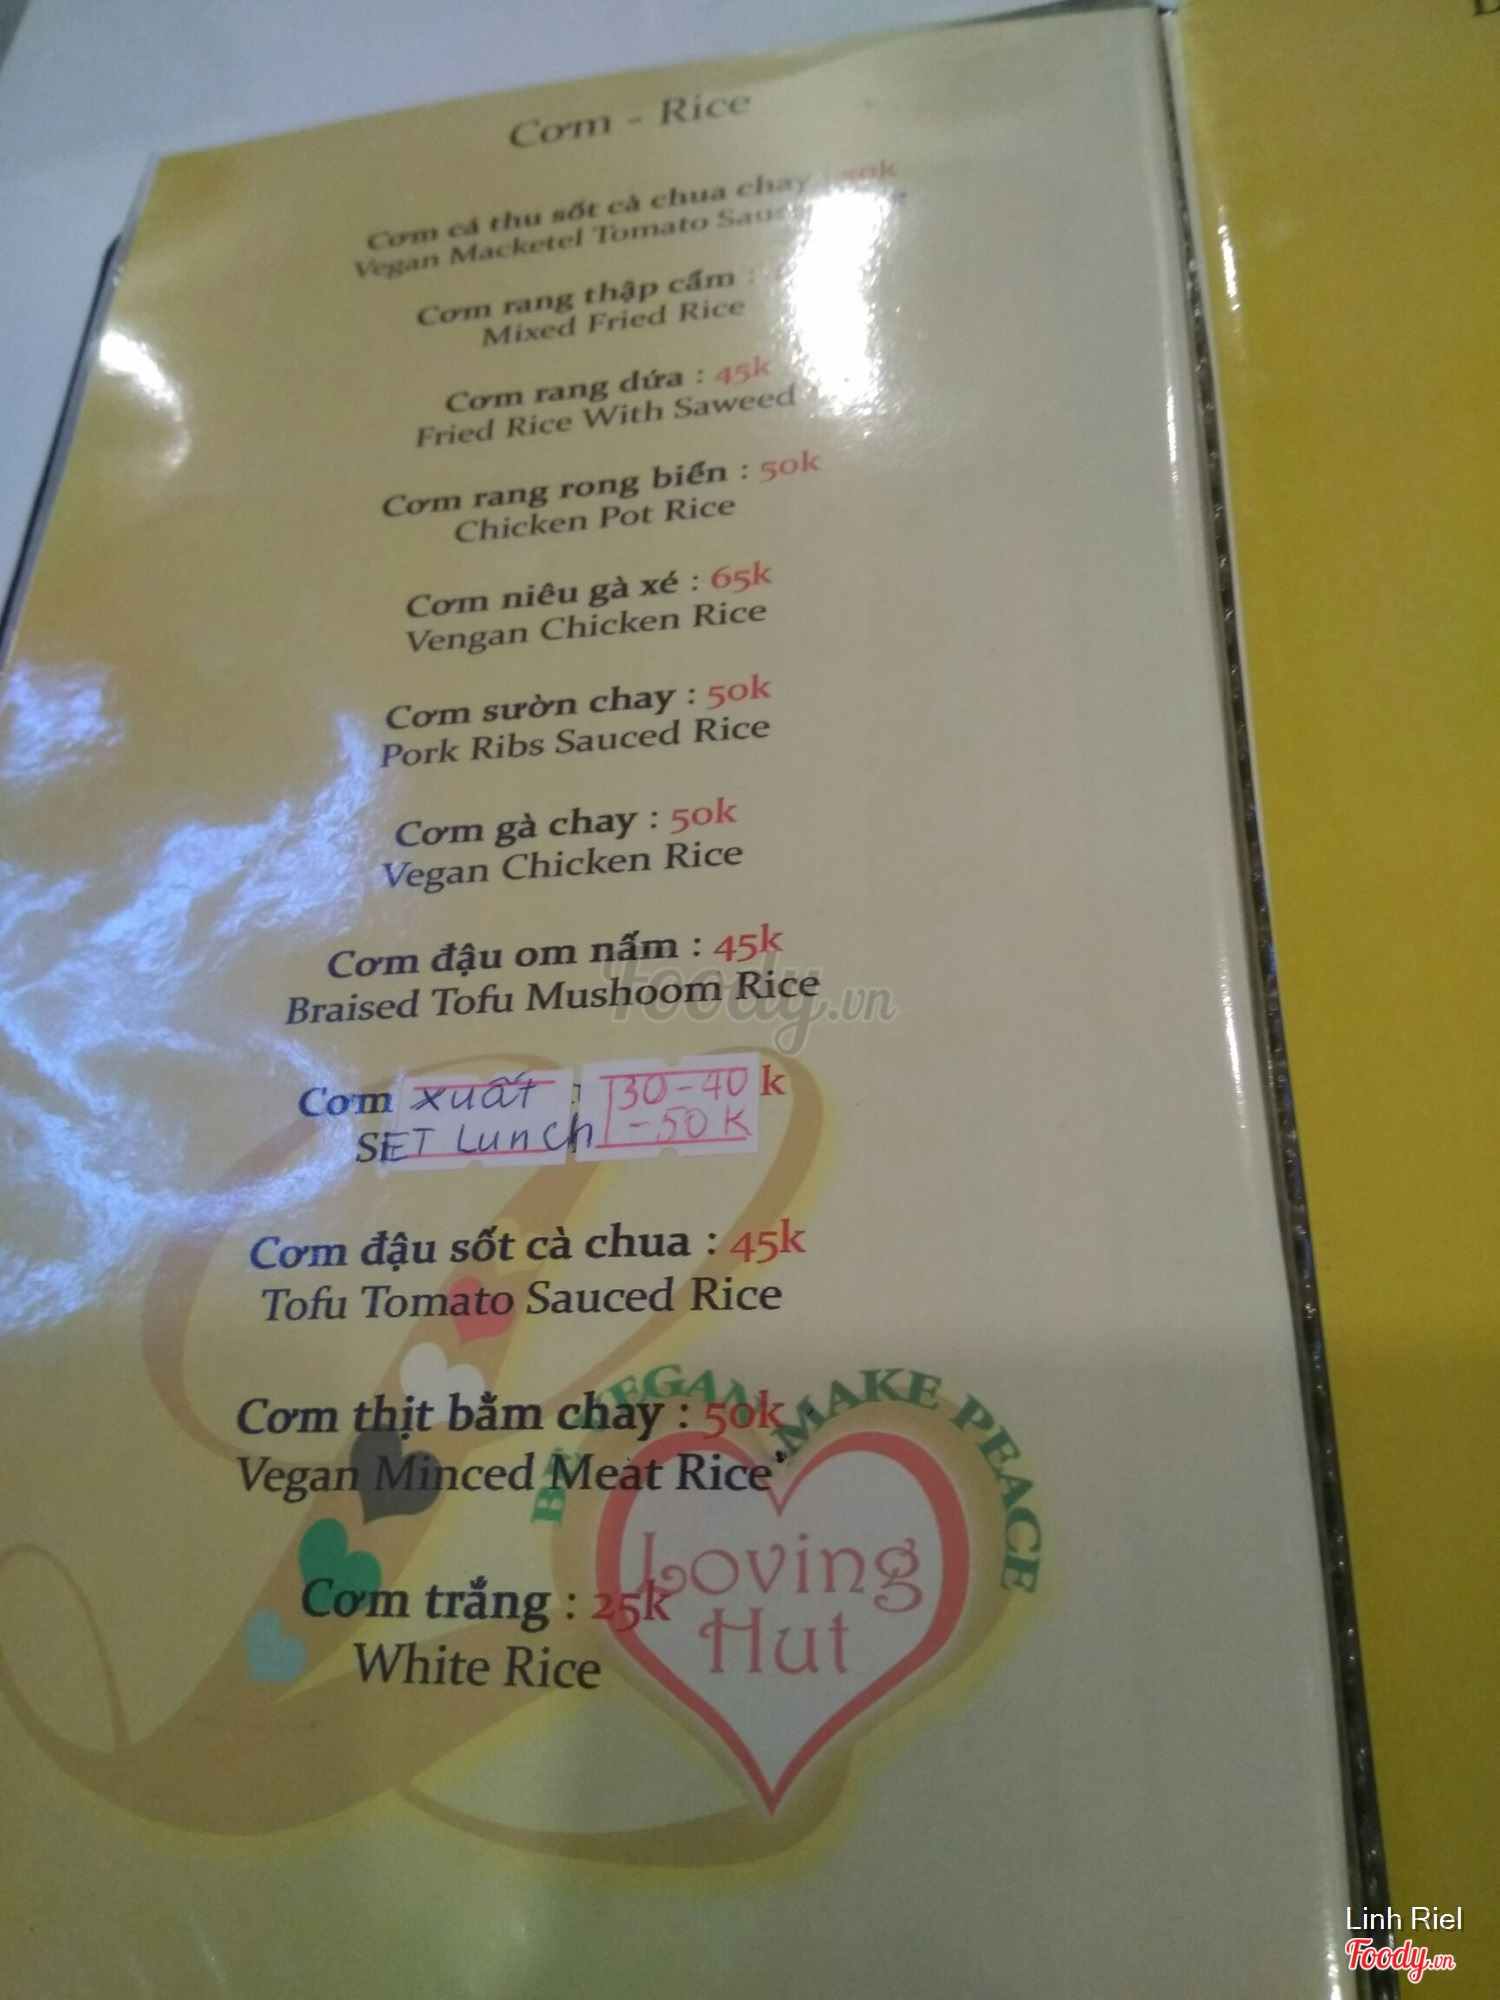 Cơm - Rice
Cơm cá thu sốt cà chua chay : 50k
Vegan Macketel Tomato
Cơm rang thập cẩm :
Mixed Fried Rice
Cơm rang dứa : 45k
Fried Rice With Saweed
Cơm rang rong biển : 50k
Chicken Pot Rice
Cơm niêu gà xé : 65k
Vengan Chicken Rice
Cơm sườn chay : 50k
Pork Ribs Sauced Rice
Cơm gà chay : 50k
Vegan Chicken Rice
Cơm đậu om nấm : 45k
Braised Tofu Mushoom Rice
Cơm xuất : 30-40 k
SET Lunch -50K
Cơm đậu sốt cà chua : 45k
Tofu Tomato Sauced Rice
Cơm thịt bằm chay : 50k
Vegan Minced Meat Rice
Cơm trắng : 25k
White Rice
BE VEGAN & MAKE PEACE
Loving
Hut
Foody.vn
Linh Riel
Foody.vn